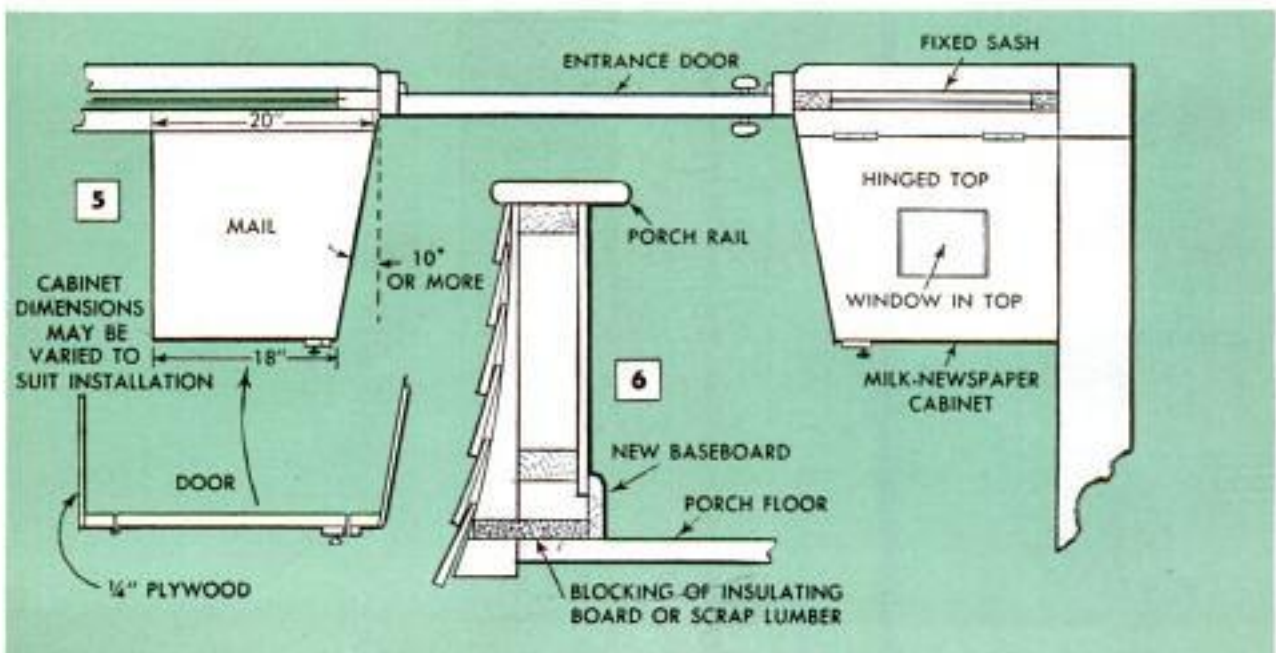 FIXED SASH
ENTRANCE DOOR
20"
5
HINGED TOP
MAIL
PORCH RAIL
10"
OR MORE
CABINET
DIMENSIONS
MAY BE
VARIED TO
SUIT INSTALLATION
WINDOW IN TOP
18"
6
MILK-NEWSPAPER
CABINET
NEW BASEBOARD
DOOR
PORCH FLOOR
¼" PLYWOOD
BLOCKING OF INSULATING
BOARD OR SCRAP LUMBER